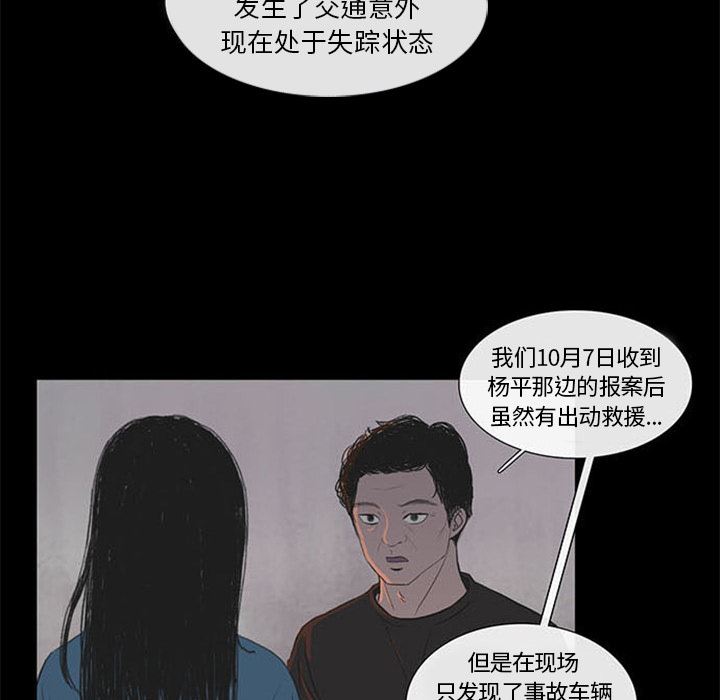 发生了交通意外
现在处于失踪状态
我们10月7日收到
杨平那边的报案后
虽然有出动救援...
但是在现场
只发现了事故车辆